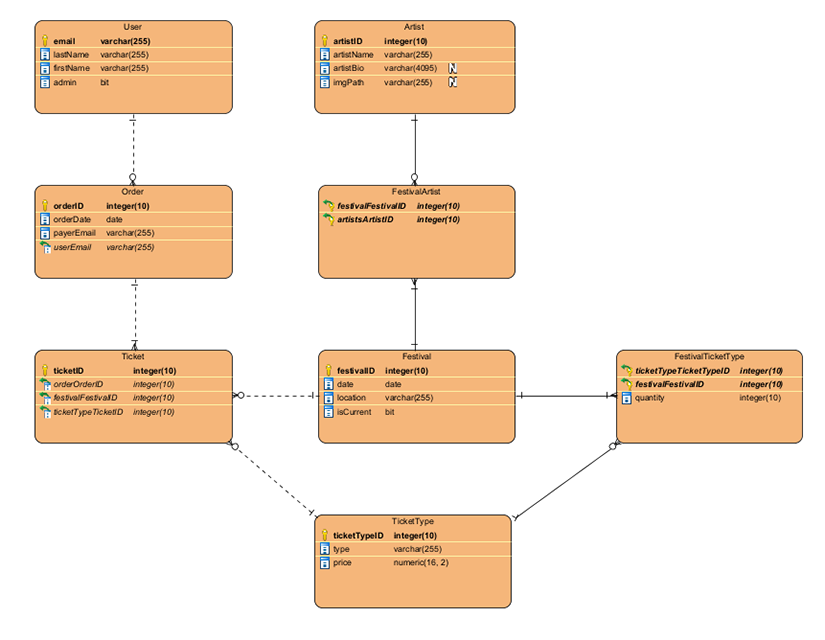 User
email varchar(255)
lastName varchar(255)
firstName varchar(255)
admin bit
Artist
artistID integer(10)
artistName varchar(255)
artistBio varchar(4095) N
imgPath varchar(255) N
Order
orderID integer(10)
orderDate date
payerEmail varchar(255)
userEmail varchar(255)
FestivalArtist
festivalFestivalID integer(10)
artistsArtistID integer(10)
Ticket
ticketID integer(10)
orderOrderID integer(10)
festivalFestivalID integer(10)
ticketTypeTicketID integer(10)
Festival
festivalID integer(10)
date date
location varchar(255)
isCurrent bit
FestivalTicketType
ticketTypeTicketTypeID integer(10)
festivalFestivalID integer(10)
quantity integer(10)
TicketType
ticketTypeID integer(10)
type varchar(255)
price numeric(16, 2)